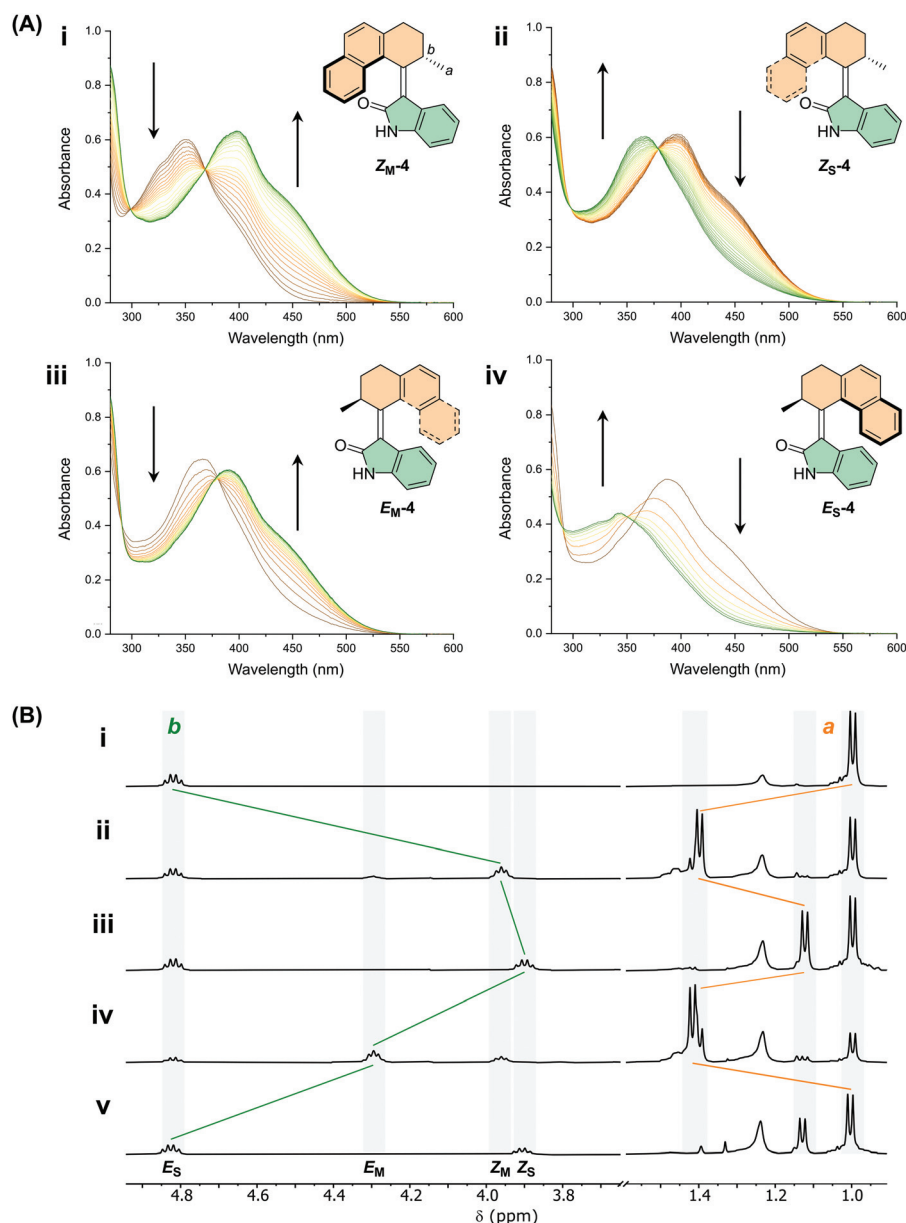 (A)
i
ii
1.0
0.8
0.6
0.4
0.2
0.0
Absorbance
300
350
400
450
500
550
600
Wavelength (nm)
b
a
O
HN
ZM-4
1.0
0.8
0.6
0.4
0.2
0.0
Absorbance
300
350
400
450
500
550
600
Wavelength (nm)
O
HN
ZS-4
iii
iv
1.0
0.8
0.6
0.4
0.2
0.0
Absorbance
300
350
400
450
500
550
600
Wavelength (nm)
O
N
H
EM-4
1.0
0.8
0.6
0.4
0.2
0.0
Absorbance
300
350
400
450
500
550
600
Wavelength (nm)
O
N
H
ES-4
(B)
b
a
i
ii
iii
iv
v
ES
EM
ZM
ZS
4.8
4.6
4.4
4.2
4.0
3.8
1.4
1.2
1.0
δ (ppm)